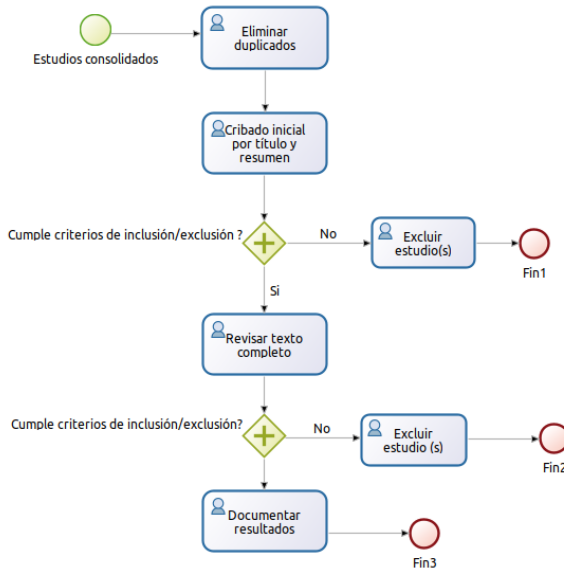 Eliminar
duplicados
Estudios consolidados
Cribado inicial
por título y
resumen
Cumple criterios de inclusión/exclusión ?
No
Excluir
estudio(s)
Fin1
Si
Revisar texto
completo
Cumple criterios de inclusión/exclusión?
No
Excluir
estudio (s)
Fin2
Documentar
resultados
Fin3